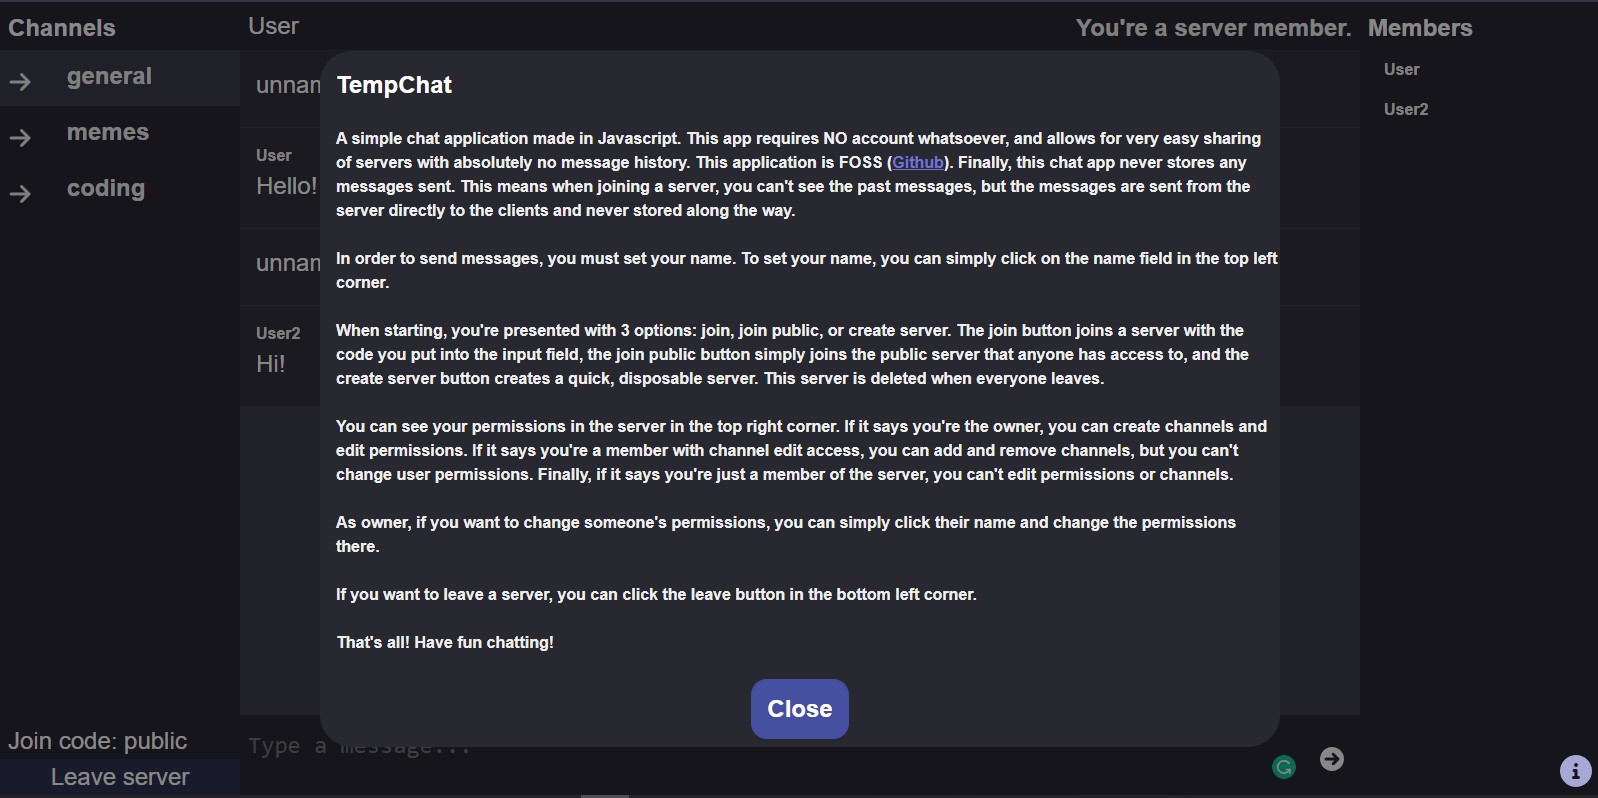 Channels
User
You're a server member.
Members
general
memes
coding
User
Hello!
User2
Hi!
User
User2
TempChat
A simple chat application made in Javascript. This app requires NO account whatsoever, and allows for very easy sharing
of servers with absolutely no message history. This application is FOSS (Github). Finally, this chat app never stores any
messages sent. This means when joining a server, you can't see the past messages, but the messages are sent from the
server directly to the clients and never stored along the way.
In order to send messages, you must set your name. To set your name, you can simply click on the name field in the top left
corner.
When starting, you're presented with 3 options: join, join public, or create server. The join button joins a server with the
code you put into the input field, the join public button simply joins the public server that anyone has access to, and the
create server button creates a quick, disposable server. This server is deleted when everyone leaves.
You can see your permissions in the server in the top right corner. If it says you're the owner, you can create channels and
edit permissions. If it says you're a member with channel edit access, you can add and remove channels, but you can't
change user permissions. Finally, if it says you're just a member of the server, you can't edit permissions or channels.
As owner, if you want to change someone's permissions, you can simply click their name and change the permissions
there.
If you want to leave a server, you can click the leave button in the bottom left corner.
That's all! Have fun chatting!
Close
Join code: public
Leave server
Type a message...